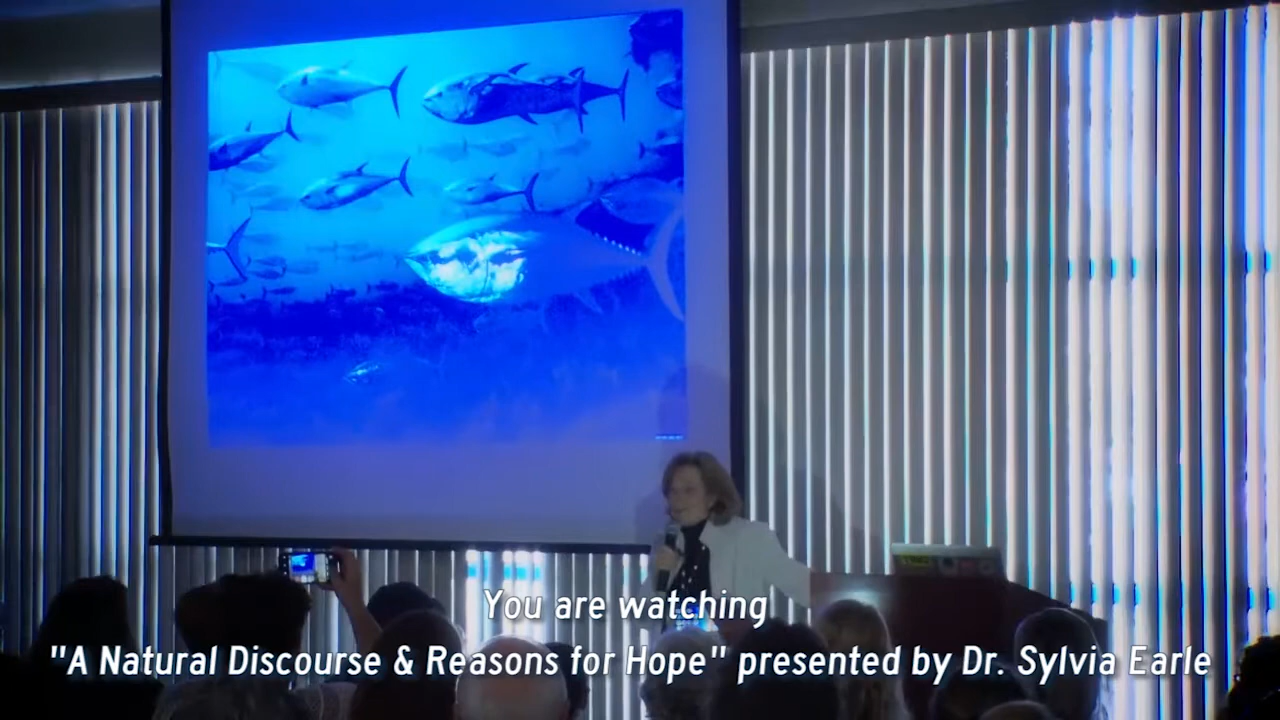 You are watching
"A Natural Discourse & Reasons for Hope" presented by Dr. Sylvia Earle